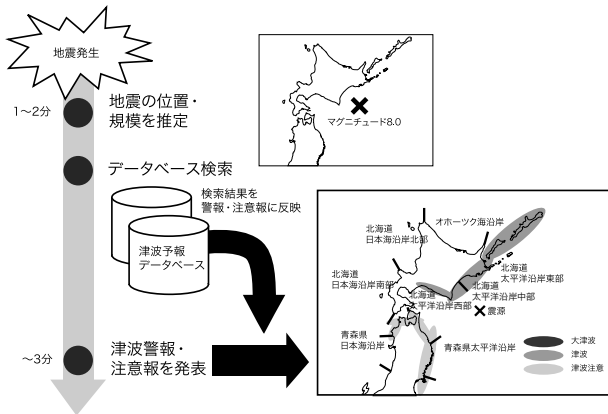 地震発生
1〜2分
地震の位置・
規模を推定
マグニチュード8.0
データベース検索
検索結果を
警報・注意報に反映
津波予報
データベース
〜3分
津波警報・
注意報を発表
オホーツク海沿岸
北海道
日本海沿岸北部
北海道
日本海沿岸南部
北海道
太平洋沿岸東部
北海道
太平洋沿岸中部
北海道
太平洋沿岸西部
震源
青森県
日本海沿岸
青森県太平洋沿岸
大津波
津波
津波注意